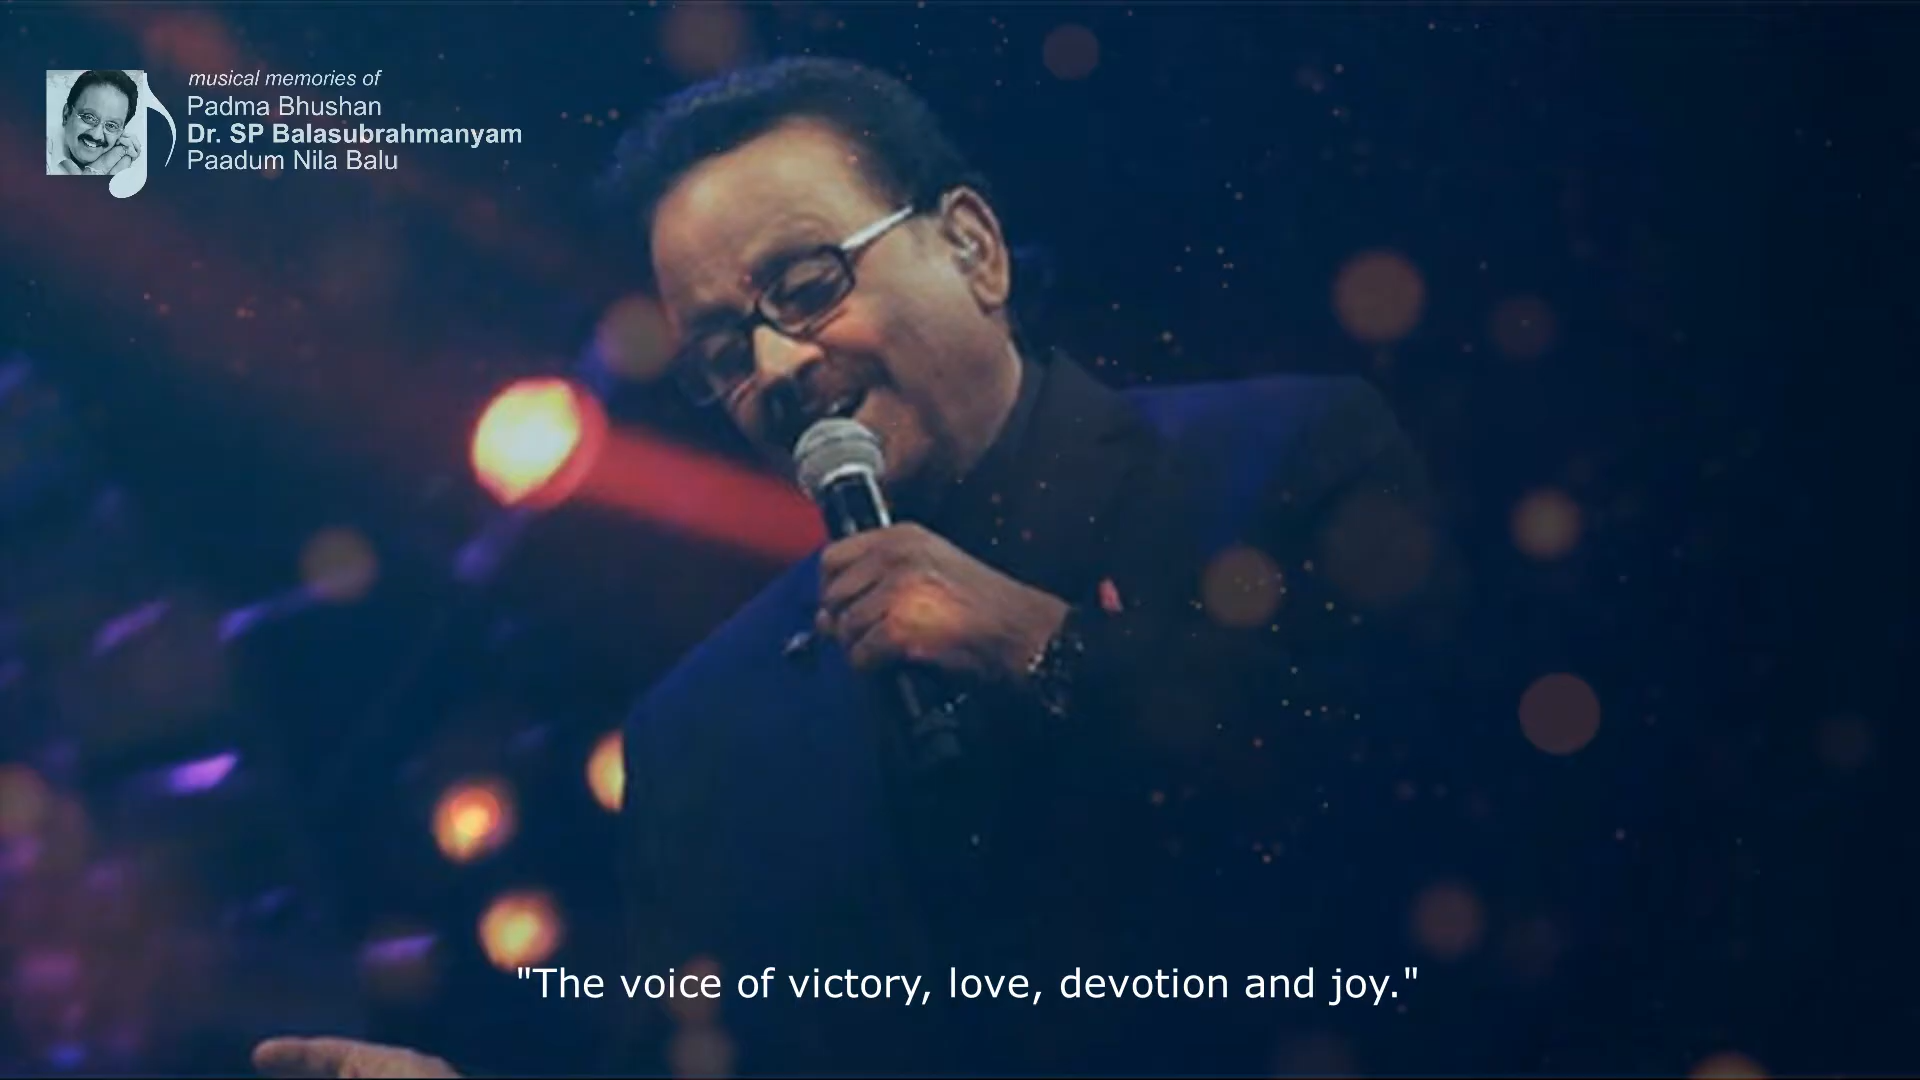 musical memories of
Padma Bhushan
Dr. SP Balasubrahmanyam
Paadum Nila Balu
"The voice of victory, love, devotion and joy."